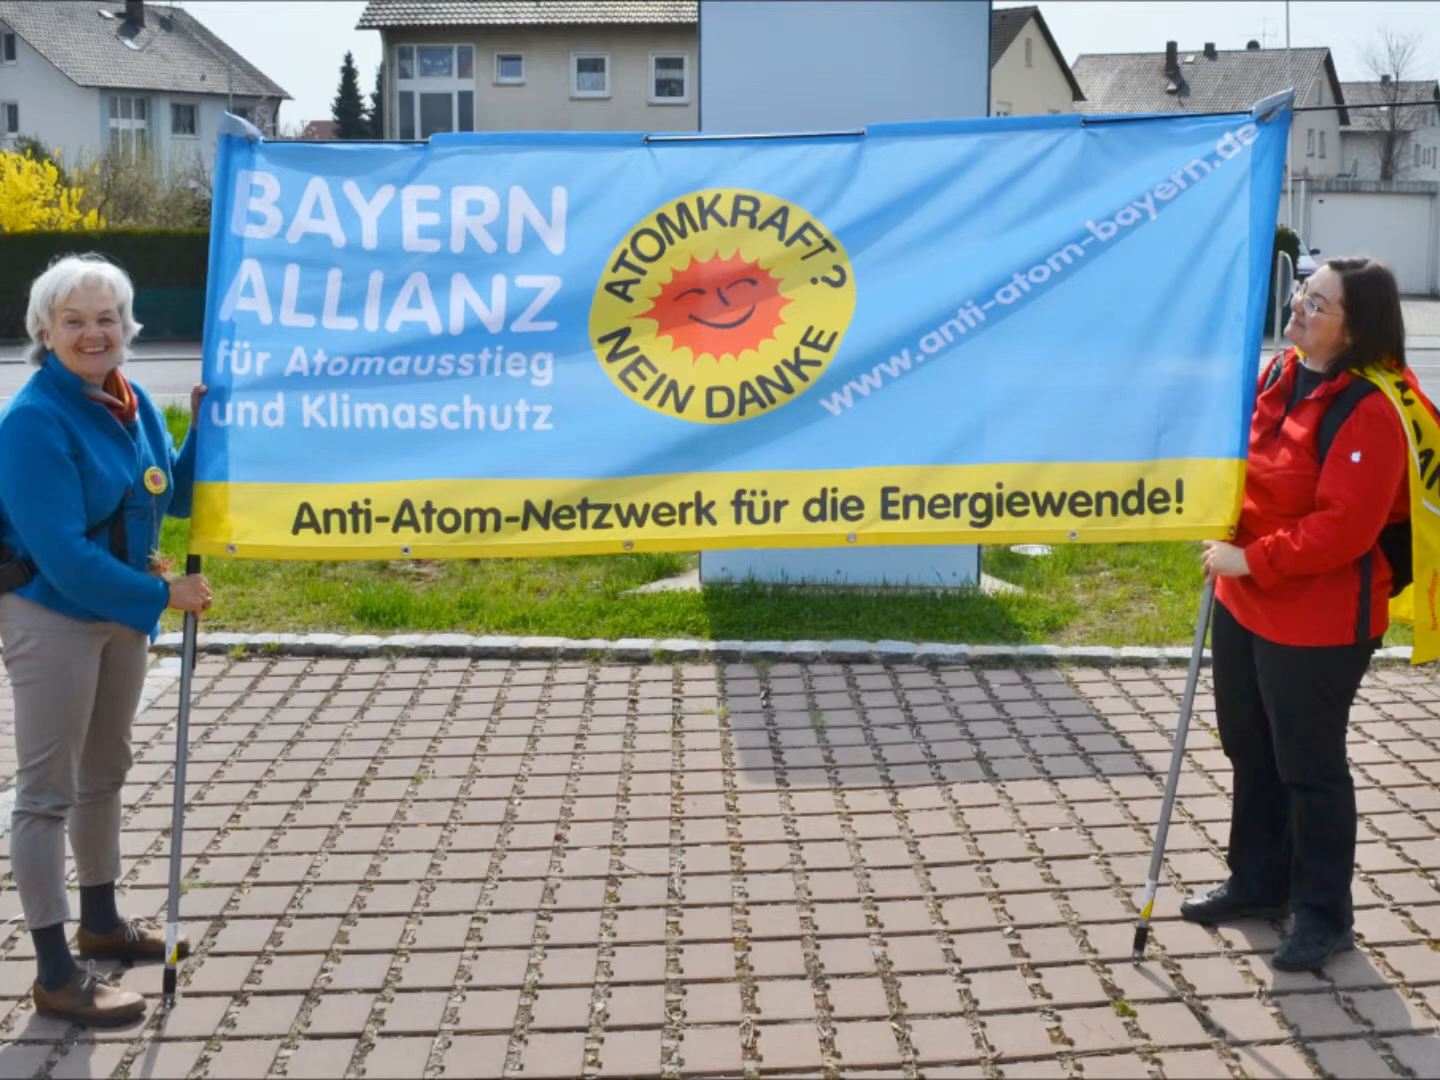 BAYERN
ALLIANZ
für Atomausstieg
und Klimaschutz
ATOMKRAFT?
NEIN DANKE
www.anti-atom-bayern.de
Anti-Atom-Netzwerk für die Energiewende!